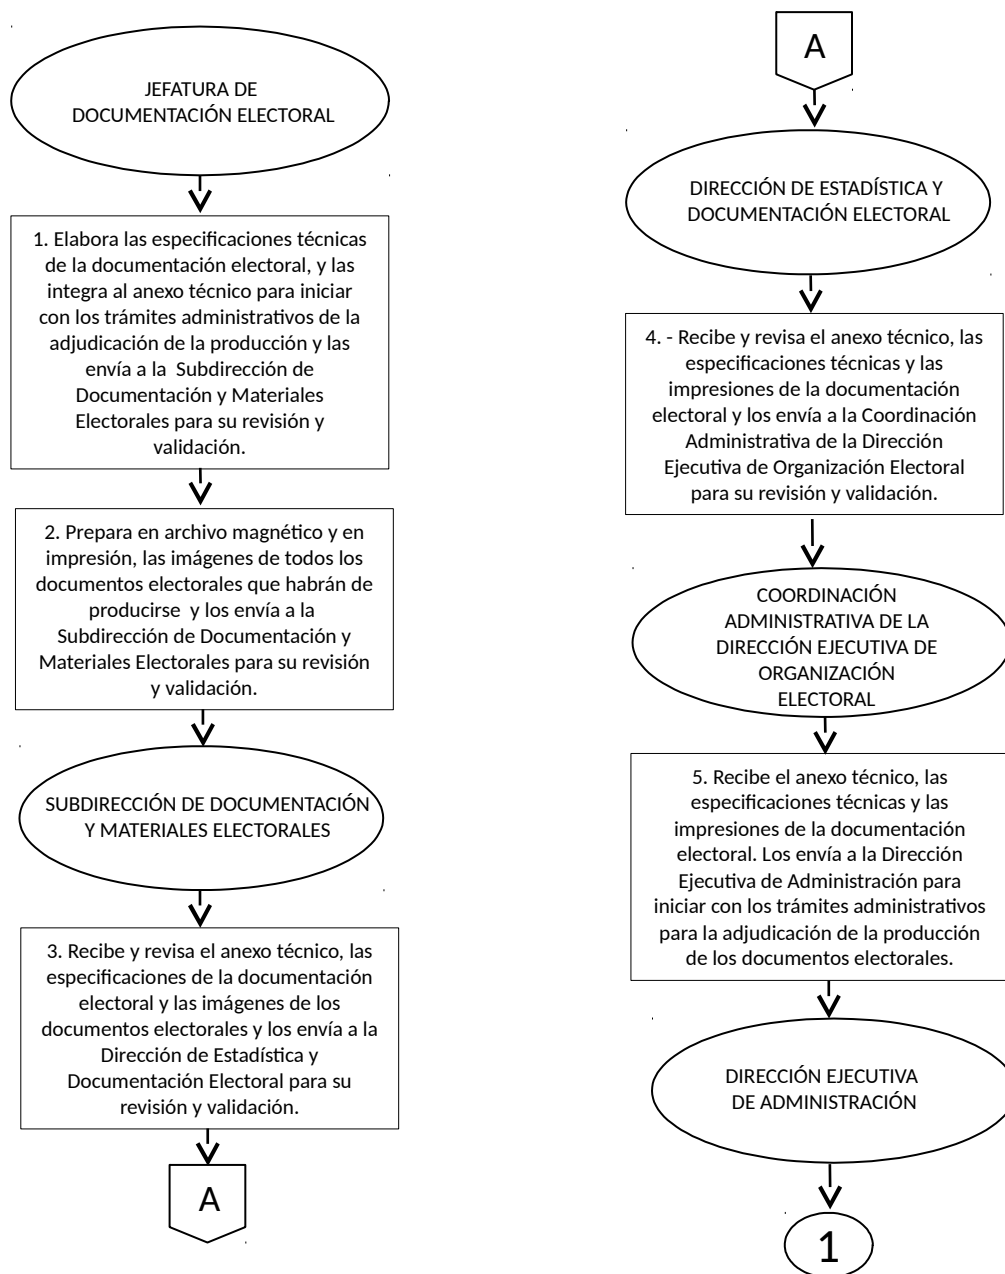 JEFATURA DE
DOCUMENTACIÓN ELECTORAL
1. Elabora las especificaciones técnicas
de la documentación electoral, y las
integra al anexo técnico para iniciar
con los trámites administrativos de la
adjudicación de la producción y las
envía a la Subdirección de
Documentación y Materiales
Electorales para su revisión y
validación.
2. Prepara en archivo magnético y en
impresión, las imágenes de todos los
documentos electorales que habrán de
producirse y los envía a la
Subdirección de Documentación y
Materiales Electorales para su revisión
y validación.
SUBDIRECCIÓN DE DOCUMENTACIÓN
Y MATERIALES ELECTORALES
3. Recibe y revisa el anexo técnico, las
especificaciones de la documentación
electoral y las imágenes de los
documentos electorales y los envía a la
Dirección de Estadística y
Documentación Electoral para su
revisión y validación.
A
A
DIRECCIÓN DE ESTADÍSTICA Y
DOCUMENTACIÓN ELECTORAL
4. - Recibe y revisa el anexo técnico, las
especificaciones técnicas y las
impresiones de la documentación
electoral y los envía a la Coordinación
Administrativa de la Dirección
Ejecutiva de Organización Electoral
para su revisión y validación.
COORDINACIÓN
ADMINISTRATIVA DE LA
DIRECCIÓN EJECUTIVA DE
ORGANIZACIÓN
ELECTORAL
5. Recibe el anexo técnico, las
especificaciones técnicas y las
impresiones de la documentación
electoral. Los envía a la Dirección
Ejecutiva de Administración para
iniciar con los trámites administrativos
para la adjudicación de la producción
de los documentos electorales.
DIRECCIÓN EJECUTIVA
DE ADMINISTRACIÓN
1